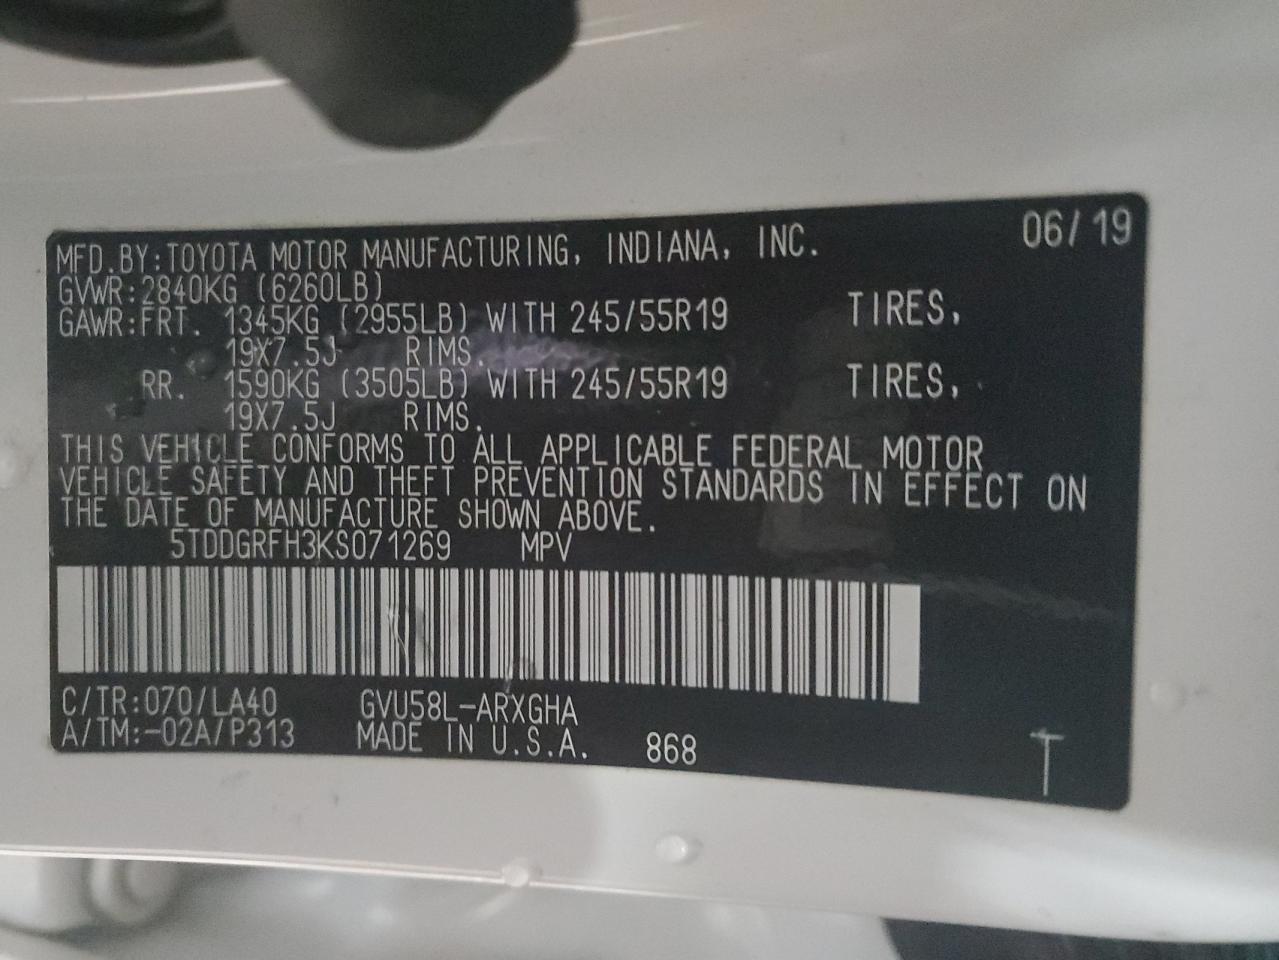 06/19
MFD.BY:TOYOTA MOTOR MANUFACTURING, INDIANA, INC.
GVWR:2840KG (6260LB)
GAWR:FRT. 1345KG (2955LB) WITH 245/55R19 TIRES,
19X7.5J RIMS.
RR. 1590KG (3505LB) WITH 245/55R19 TIRES,
19X7.5J RIMS.
THIS VEHICLE CONFORMS TO ALL APPLICABLE FEDERAL MOTOR
VEHICLE SAFETY AND THEFT PREVENTION STANDARDS IN EFFECT ON
THE DATE OF MANUFACTURE SHOWN ABOVE.
5TDDGRFH3KS071269 MPV
C/TR:070/LA40 GVU58L-ARXGHA
A/TM:-02A/P313 MADE IN U.S.A. 868
T